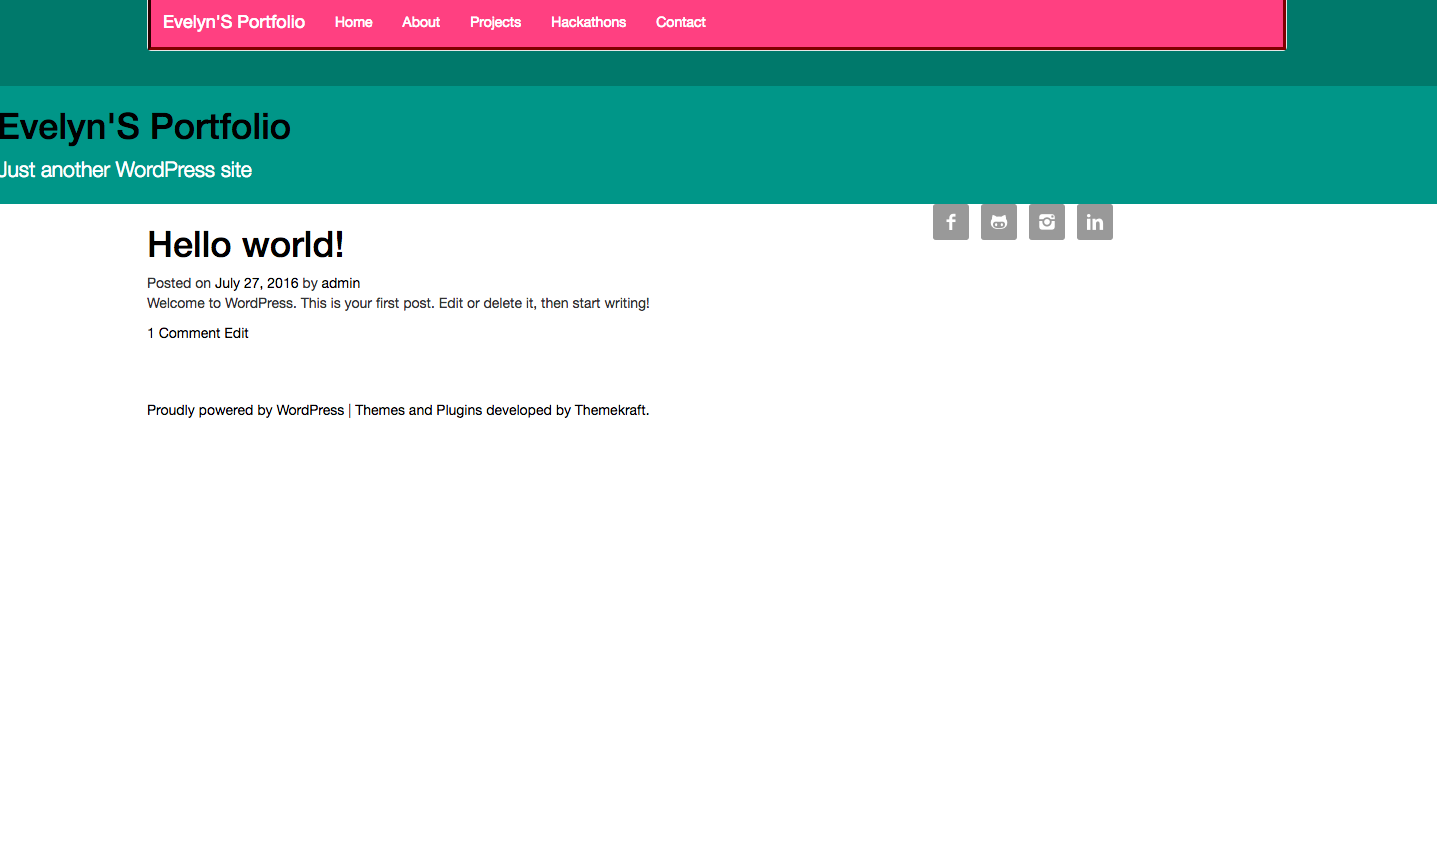 Evelyn'S Portfolio Home About Projects Hackathons Contact
Evelyn'S Portfolio
Just another WordPress site
Hello world!
Posted on July 27, 2016 by admin
Welcome to WordPress. This is your first post. Edit or delete it, then start writing!
1 Comment Edit
Proudly powered by WordPress | Themes and Plugins developed by Themekraft.